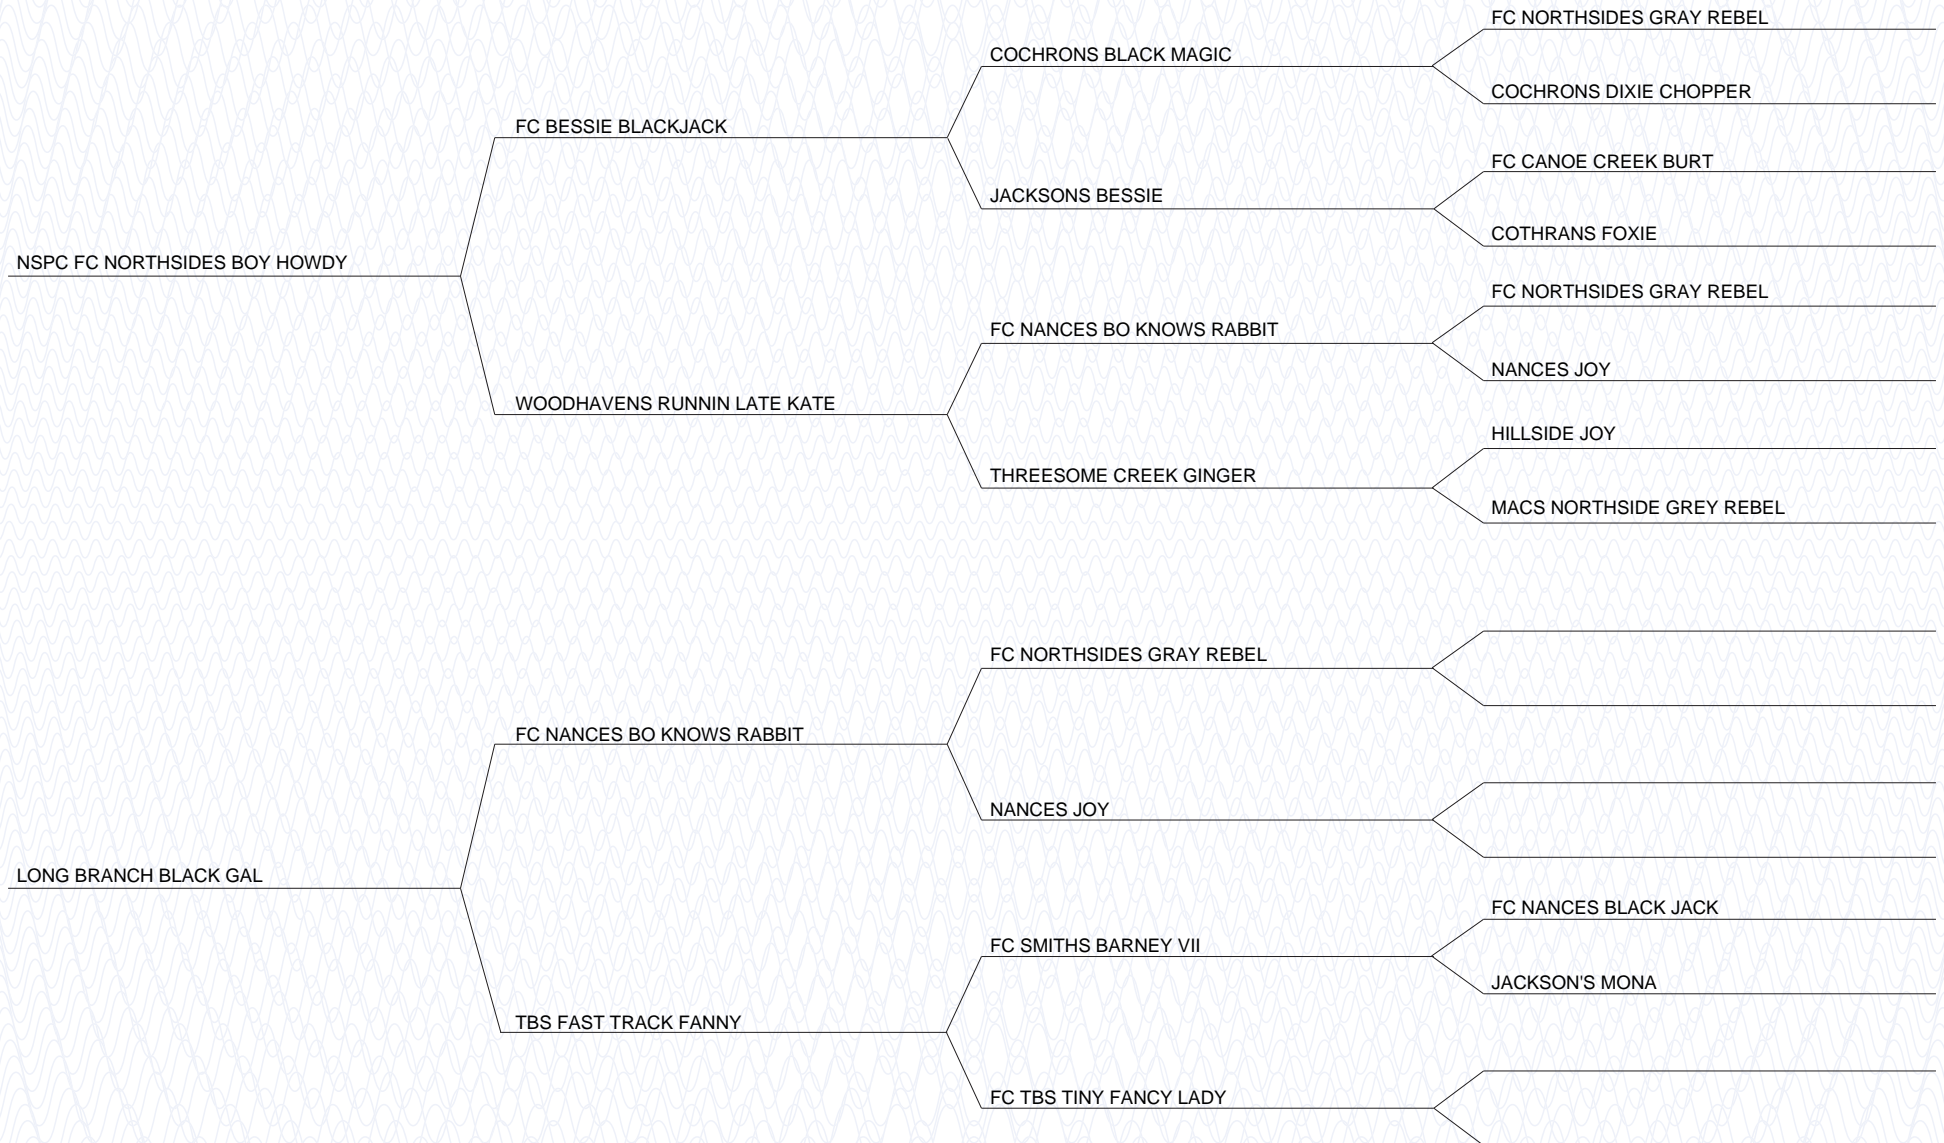 FC NORTHSIDES GRAY REBEL
COCHRONS BLACK MAGIC
COCHRONS DIXIE CHOPPER
FC BESSIE BLACKJACK
FC CANOE CREEK BURT
JACKSONS BESSIE
COTHRANS FOXIE
NSPC FC NORTHSIDES BOY HOWDY
FC NORTHSIDES GRAY REBEL
FC NANCES BO KNOWS RABBIT
NANCES JOY
WOODHAVENS RUNNIN LATE KATE
HILLSIDE JOY
THREESOME CREEK GINGER
MACS NORTHSIDE GREY REBEL
FC NORTHSIDES GRAY REBEL
FC NANCES BO KNOWS RABBIT
NANCES JOY
LONG BRANCH BLACK GAL
FC NANCES BLACK JACK
FC SMITHS BARNEY VII
JACKSON'S MONA
TBS FAST TRACK FANNY
FC TBS TINY FANCY LADY